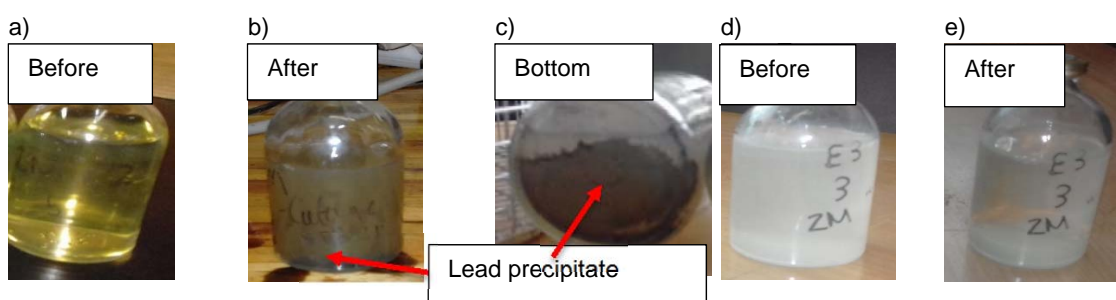 a)
b)
c)
d)
e)
Before
After
Bottom
Before
After
E3
3
ZM
E3
3
ZM
Lead precipitate